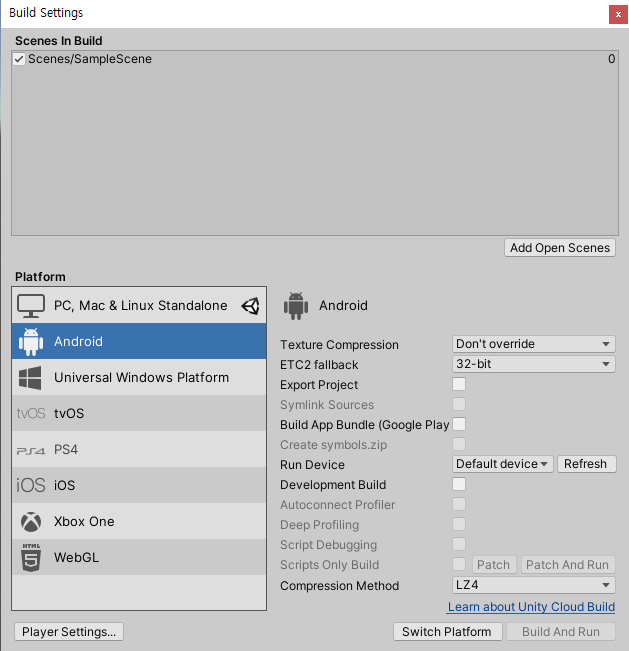 Build Settings
x
Scenes In Build
Scenes/SampleScene 0
Add Open Scenes
Platform
PC, Mac & Linux Standalone
Android
Universal Windows Platform
tvOS tvOS
PS4 PS4
iOS iOS
Xbox One
HTML 5 WebGL
Android
Texture Compression Don't override
ETC2 fallback 32-bit
Export Project
Symlink Sources
Build App Bundle (Google Play
Create symbols.zip
Run Device Default device Refresh
Development Build
Autoconnect Profiler
Deep Profiling
Script Debugging
Scripts Only Build Patch Patch And Run
Compression Method LZ4
Learn about Unity Cloud Build
Player Settings... Switch Platform Build And Run